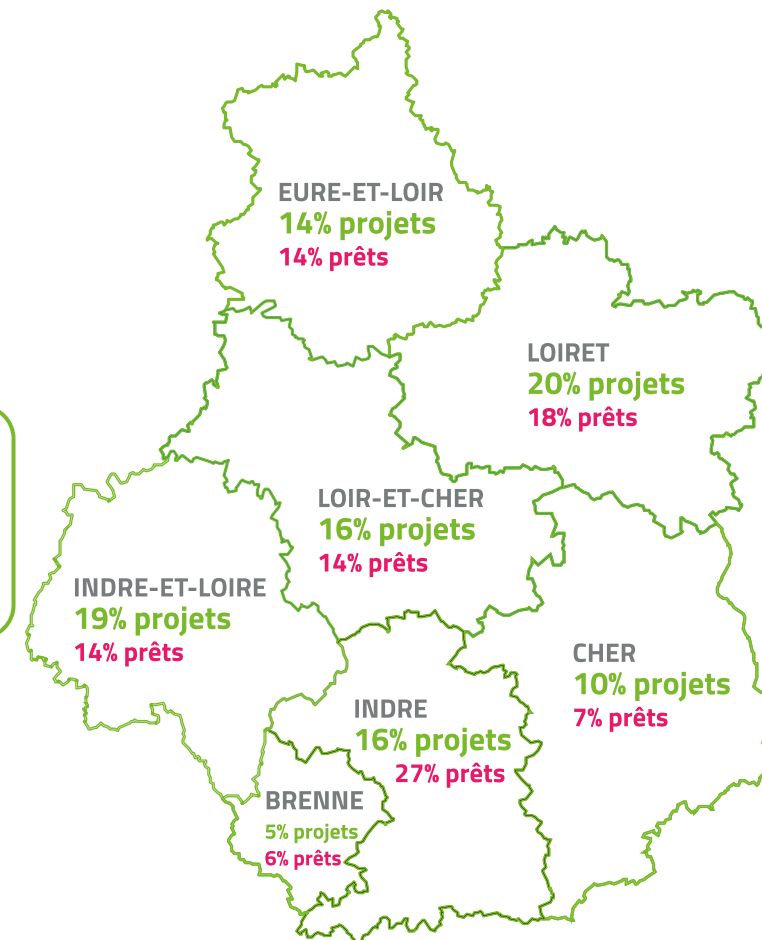 EURE-ET-LOIR
14% projets
14% prêts
LOIRET
20% projets
18% prêts
LOIR-ET-CHER
16% projets
14% prêts
INDRE-ET-LOIRE
19% projets
14% prêts
CHER
10% projets
7% prêts
INDRE
16% projets
27% prêts
BRENNE
5% projets
6% prêts